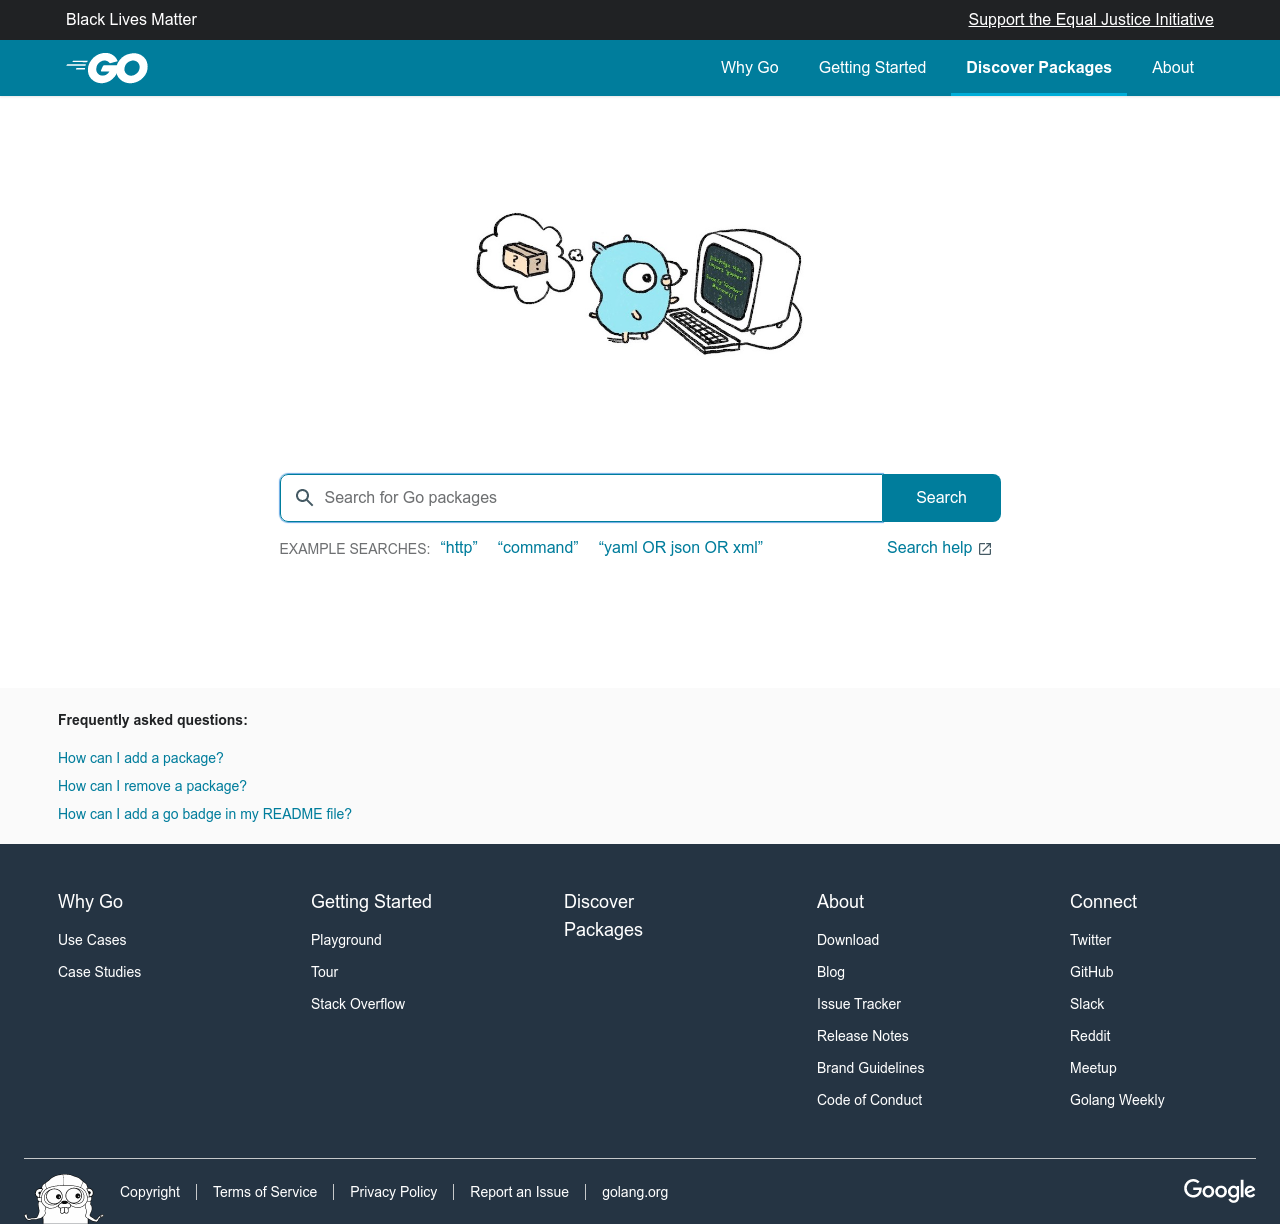 Black Lives Matter
Support the Equal Justice Initiative
GO
Why Go
Getting Started
Discover Packages
About
? ?
Search for Go packages
Search
EXAMPLE SEARCHES: “http” “command” “yaml OR json OR xml”
Search help
Frequently asked questions:
How can I add a package?
How can I remove a package?
How can I add a go badge in my README file?
Why Go
Use Cases
Case Studies
Getting Started
Playground
Tour
Stack Overflow
Discover
Packages
About
Download
Blog
Issue Tracker
Release Notes
Brand Guidelines
Code of Conduct
Connect
Twitter
GitHub
Slack
Reddit
Meetup
Golang Weekly
Copyright
Terms of Service
Privacy Policy
Report an Issue
golang.org
Google